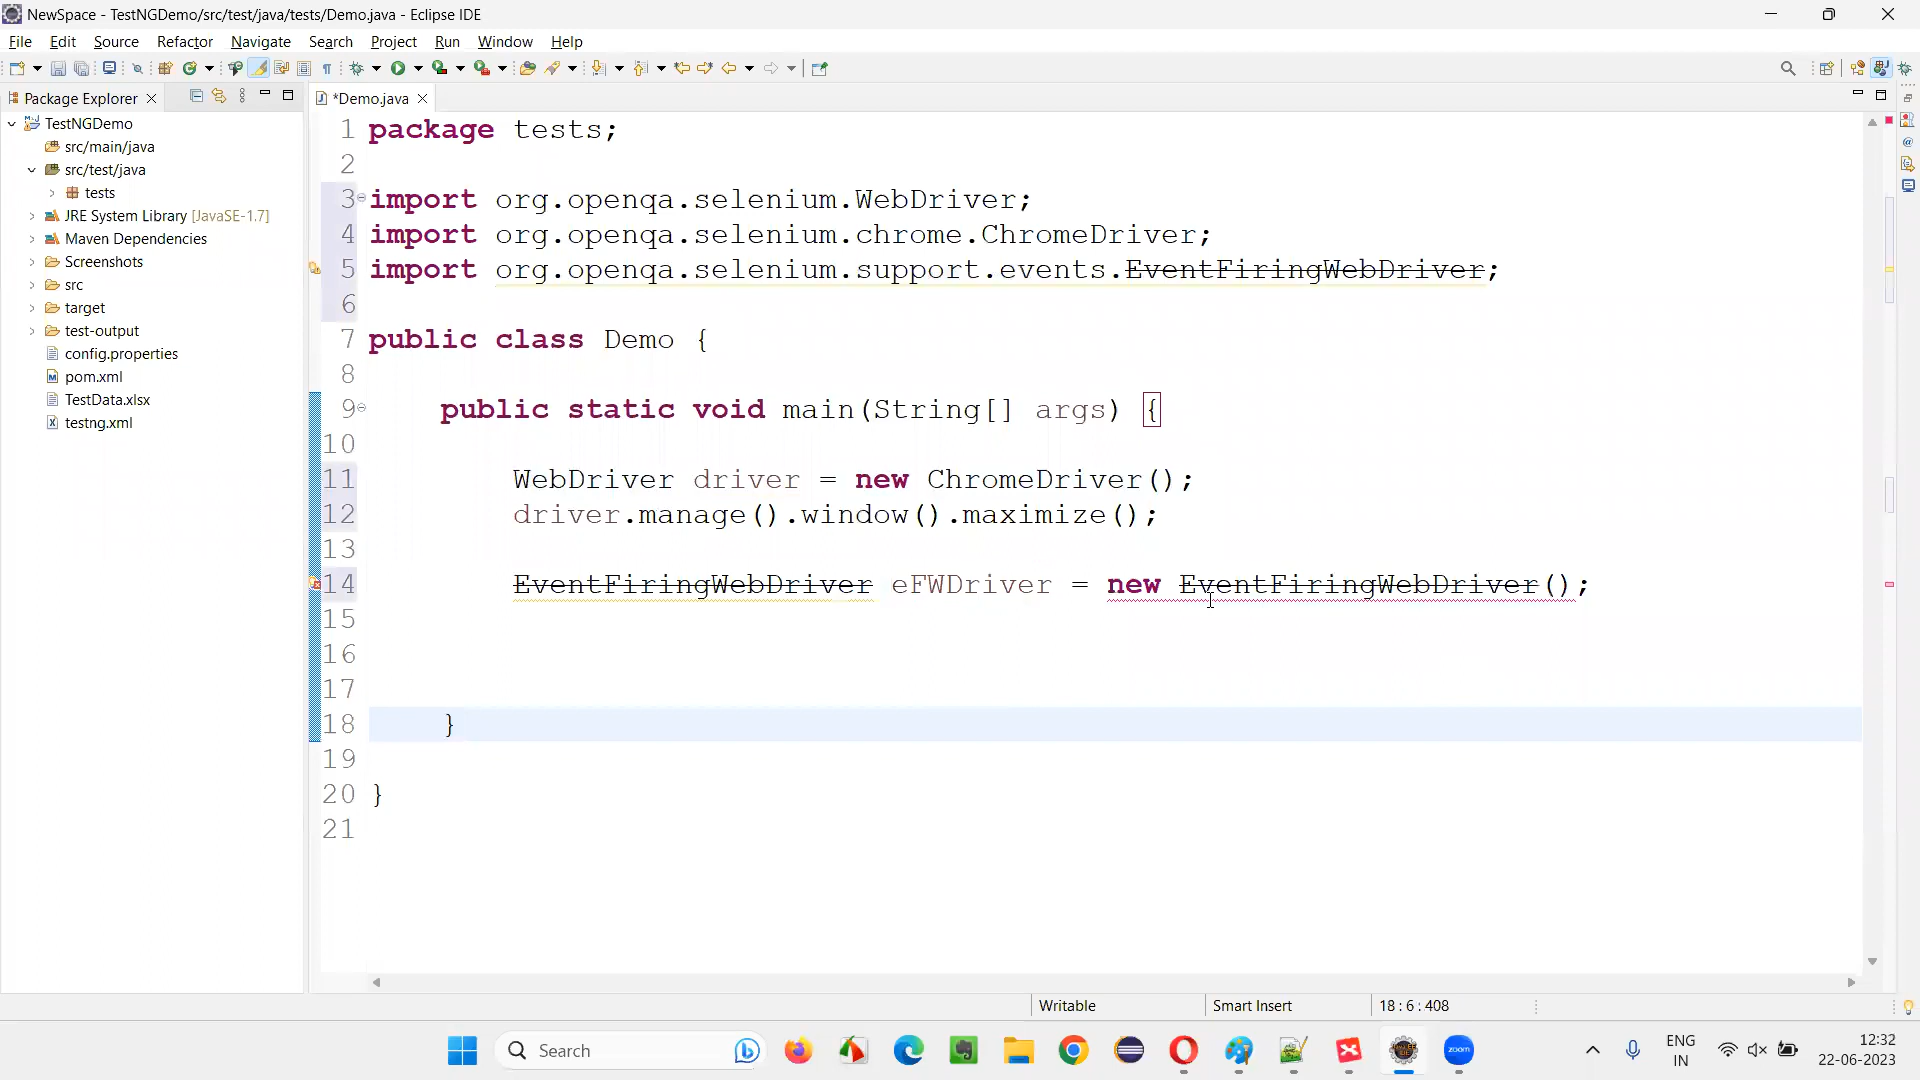 NewSpace - TestNGDemo/src/test/java/tests/Demo.java - Eclipse IDE
File Edit Source Refactor Navigate Search Project Run Window Help
Package Explorer
*Demo.java
TestNGDemo
src/main/java
src/test/java
tests
JRE System Library [JavaSE-1.7]
Maven Dependencies
Screenshots
src
target
test-output
config.properties
pom.xml
TestData.xlsx
testng.xml
1 package tests;
2
3 import org.openqa.selenium.WebDriver;
4 import org.openqa.selenium.chrome.ChromeDriver;
5 import org.openqa.selenium.support.events.EventFiringWebDriver;
6
7 public class Demo {
8
9 public static void main(String[] args) {
10
11 WebDriver driver = new ChromeDriver();
12 driver.manage().window().maximize();
13
14 EventFiringWebDriver eFWDriver = new EventFiringWebDriver();
15
16
17
18 }
19
20 }
21
Writable Smart Insert 18 : 6 : 408
Search
zoom
ENG
IN
12:32
22-06-2023